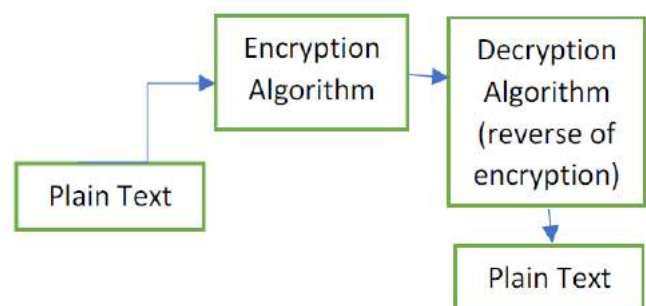 Plain Text
Encryption
Algorithm
Decryption
Algorithm
(reverse of
encryption)
Plain Text